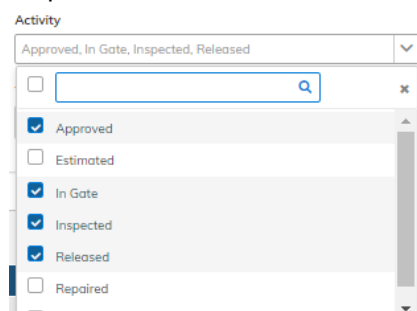 Activity
Approved, In Gate, Inspected, Released
Approved
Estimated
In Gate
Inspected
Released
Repaired